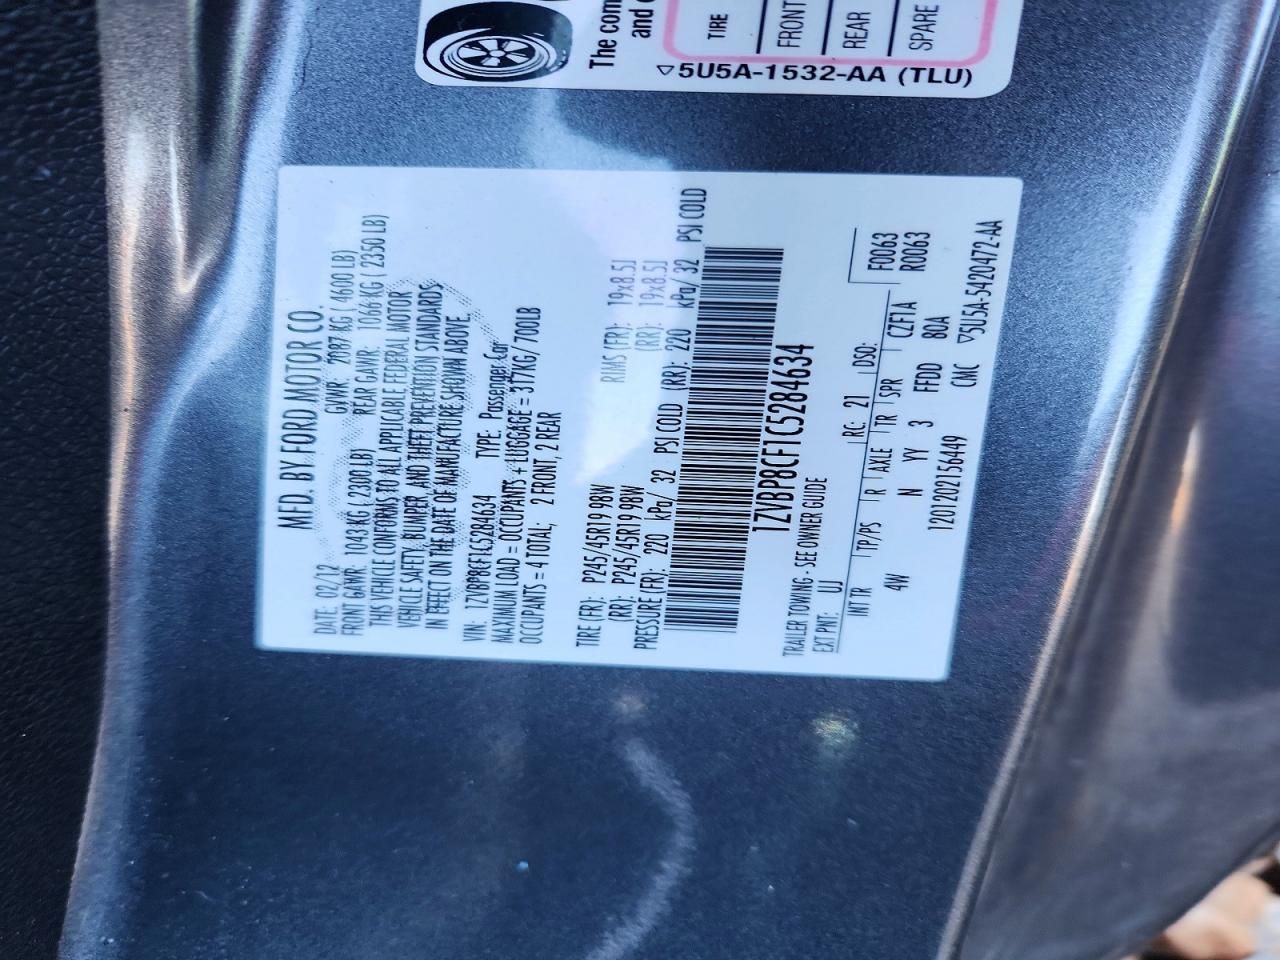 MFD. BY FORD MOTOR CO.
DATE: 02/12 GVWR: 2087 KG ( 4600 LB)
FRONT GAWR: 1043 KG ( 2300 LB) REAR GAWR: 1066 KG ( 2350 LB)
THIS VEHICLE CONFORMS TO ALL APPLICABLE FEDERAL MOTOR
VEHICLE SAFETY, BUMPER, AND THEFT PREVENTION STANDARDS
IN EFFECT ON THE DATE OF MANUFACTURE SHOWN ABOVE.
VIN: 1ZVBP8CF1C5284634 TYPE: Passenger Car
MAXIMUM LOAD = OCCUPANTS + LUGGAGE = 317KG/ 700LB
OCCUPANTS = 4 TOTAL; 2 FRONT, 2 REAR
TIRE (FR): P245/45R19 98W RIMS (FR): 19x8.5J
(RR): P245/45R19 98W (RR): 19x8.5J
PRESSURE (FR): 220 kPa/ 32 PSI COLD (RR): 220 kPa/ 32 PSI COLD
1ZVBP8CF1C5284634
TRAILER TOWING - SEE OWNER GUIDE F0063
EXT PNT: UJ RC: 21 DSO: R0063
INT TR TP/PS R AXLE TR SPR CZF1A
4W N YY 3 FFDD 80A
1201202156449 CMC
▽5U5A-5420472-AA
The com
and c
TIRE
FRONT
REAR
SPARE
▽5U5A-1532-AA (TLU)